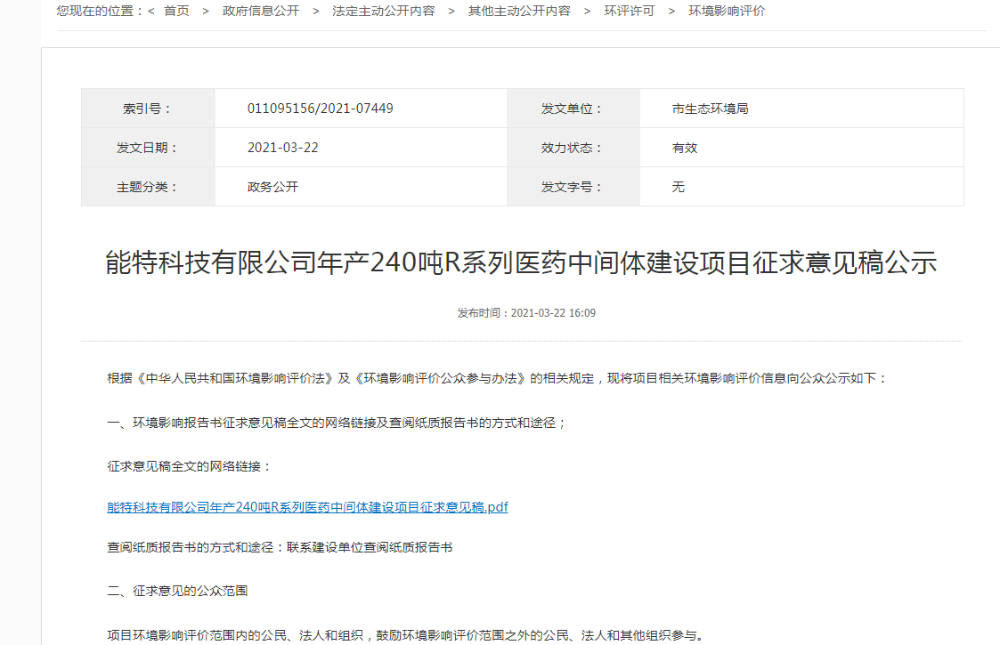 您现在的位置：< 首页 > 政府信息公开 > 法定主动公开内容 > 其他主动公开内容 > 环评许可 > 环境影响评价
索引号： 011095156/2021-07449 发文单位： 市生态环境局
发文日期： 2021-03-22 效力状态： 有效
主题分类： 政务公开 发文字号： 无
能特科技有限公司年产240吨R系列医药中间体建设项目征求意见稿公示
发布时间：2021-03-22 16:09
根据《中华人民共和国环境影响评价法》及《环境影响评价公众参与办法》的相关规定，现将项目相关环境影响评价信息向公众公示如下：
一、环境影响报告书征求意见稿全文的网络链接及查阅纸质报告书的方式和途径；
征求意见稿全文的网络链接：
能特科技有限公司年产240吨R系列医药中间体建设项目征求意见稿.pdf
查阅纸质报告书的方式和途径：联系建设单位查阅纸质报告书
二、征求意见的公众范围
项目环境影响评价范围内的公民、法人和组织，鼓励环境影响评价范围之外的公民、法人和其他组织参与。